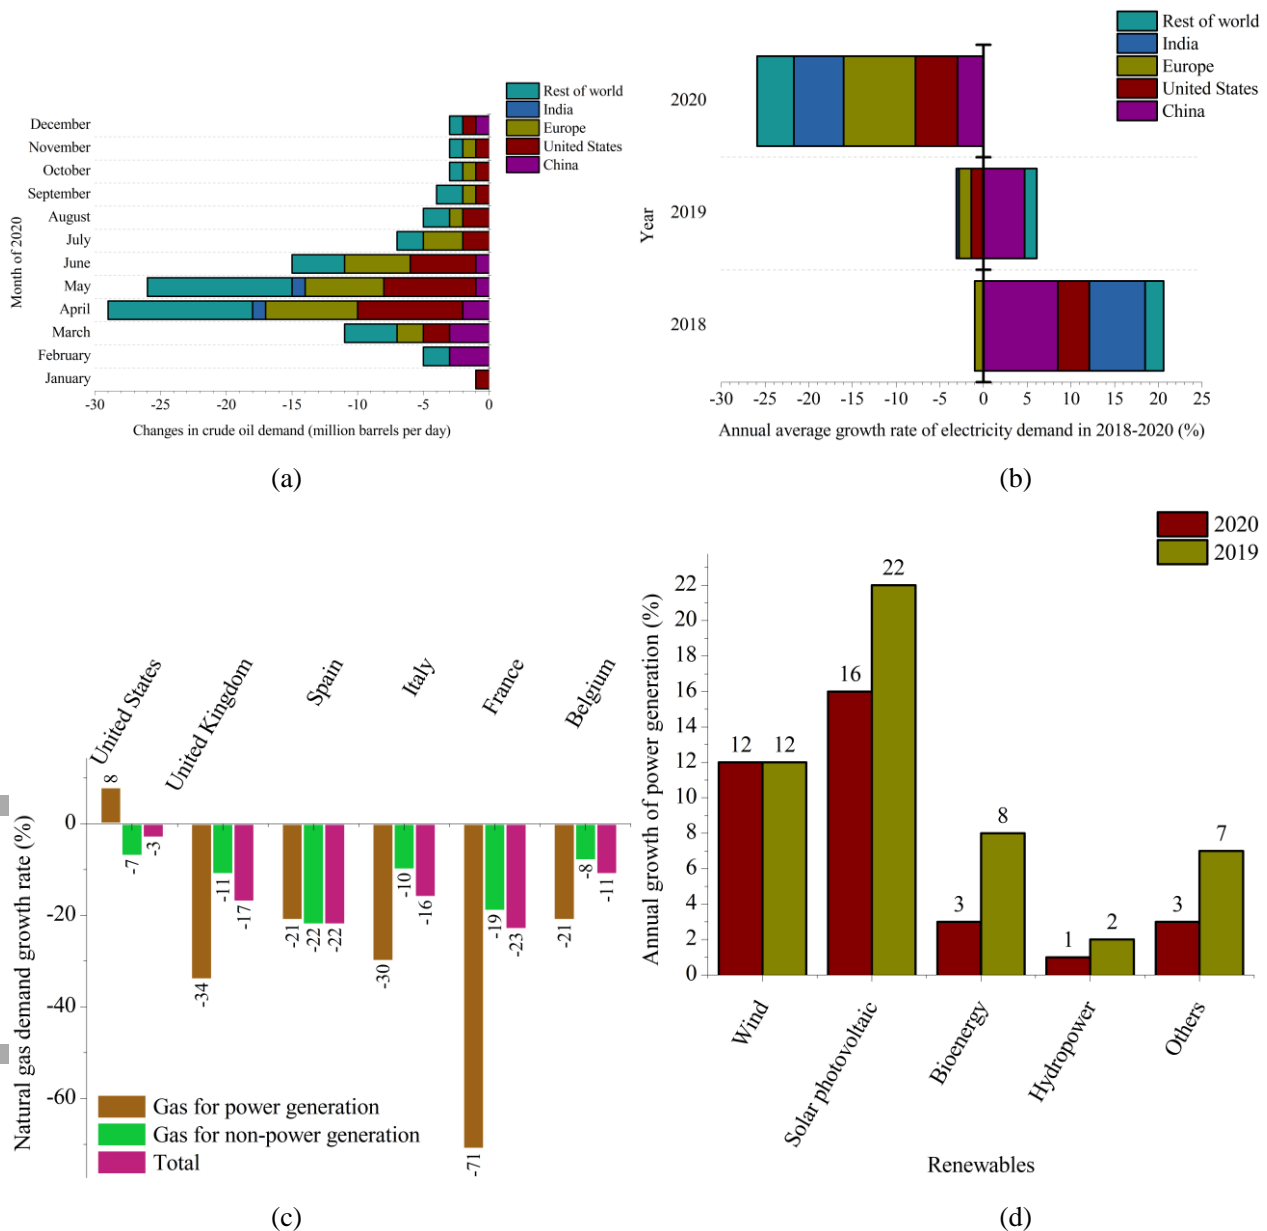 Rest of world
India
Europe
United States
China
December
November
October
September
August
July
June
May
April
March
February
January
Month of 2020
-30 -25 -20 -15 -10 -5 0
Changes in crude oil demand (million barrels per day)
(a)
Rest of world
India
Europe
United States
China
2020
2019
2018
Year
-30 -25 -20 -15 -10 -5 0 5 10 15 20 25
Annual average growth rate of electricity demand in 2018-2020 (%)
(b)
United States
United Kingdom
Spain
Italy
France
Belgium
Natural gas demand growth rate (%)
0
-20
-40
-60
8 -7 -3
-34 -11 -17
-21 -22 -22
-30 -10 -16
-71 -19 -23
-21 -8 -11
Gas for power generation
Gas for non-power generation
Total
(c)
2020
2019
Annual growth of power generation (%)
22
20
18
16
14
12
10
8
6
4
2
0
12 12
16 22
3 8
1 2
3 7
Wind
Solar photovoltaic
Bioenergy
Hydropower
Others
Renewables
(d)